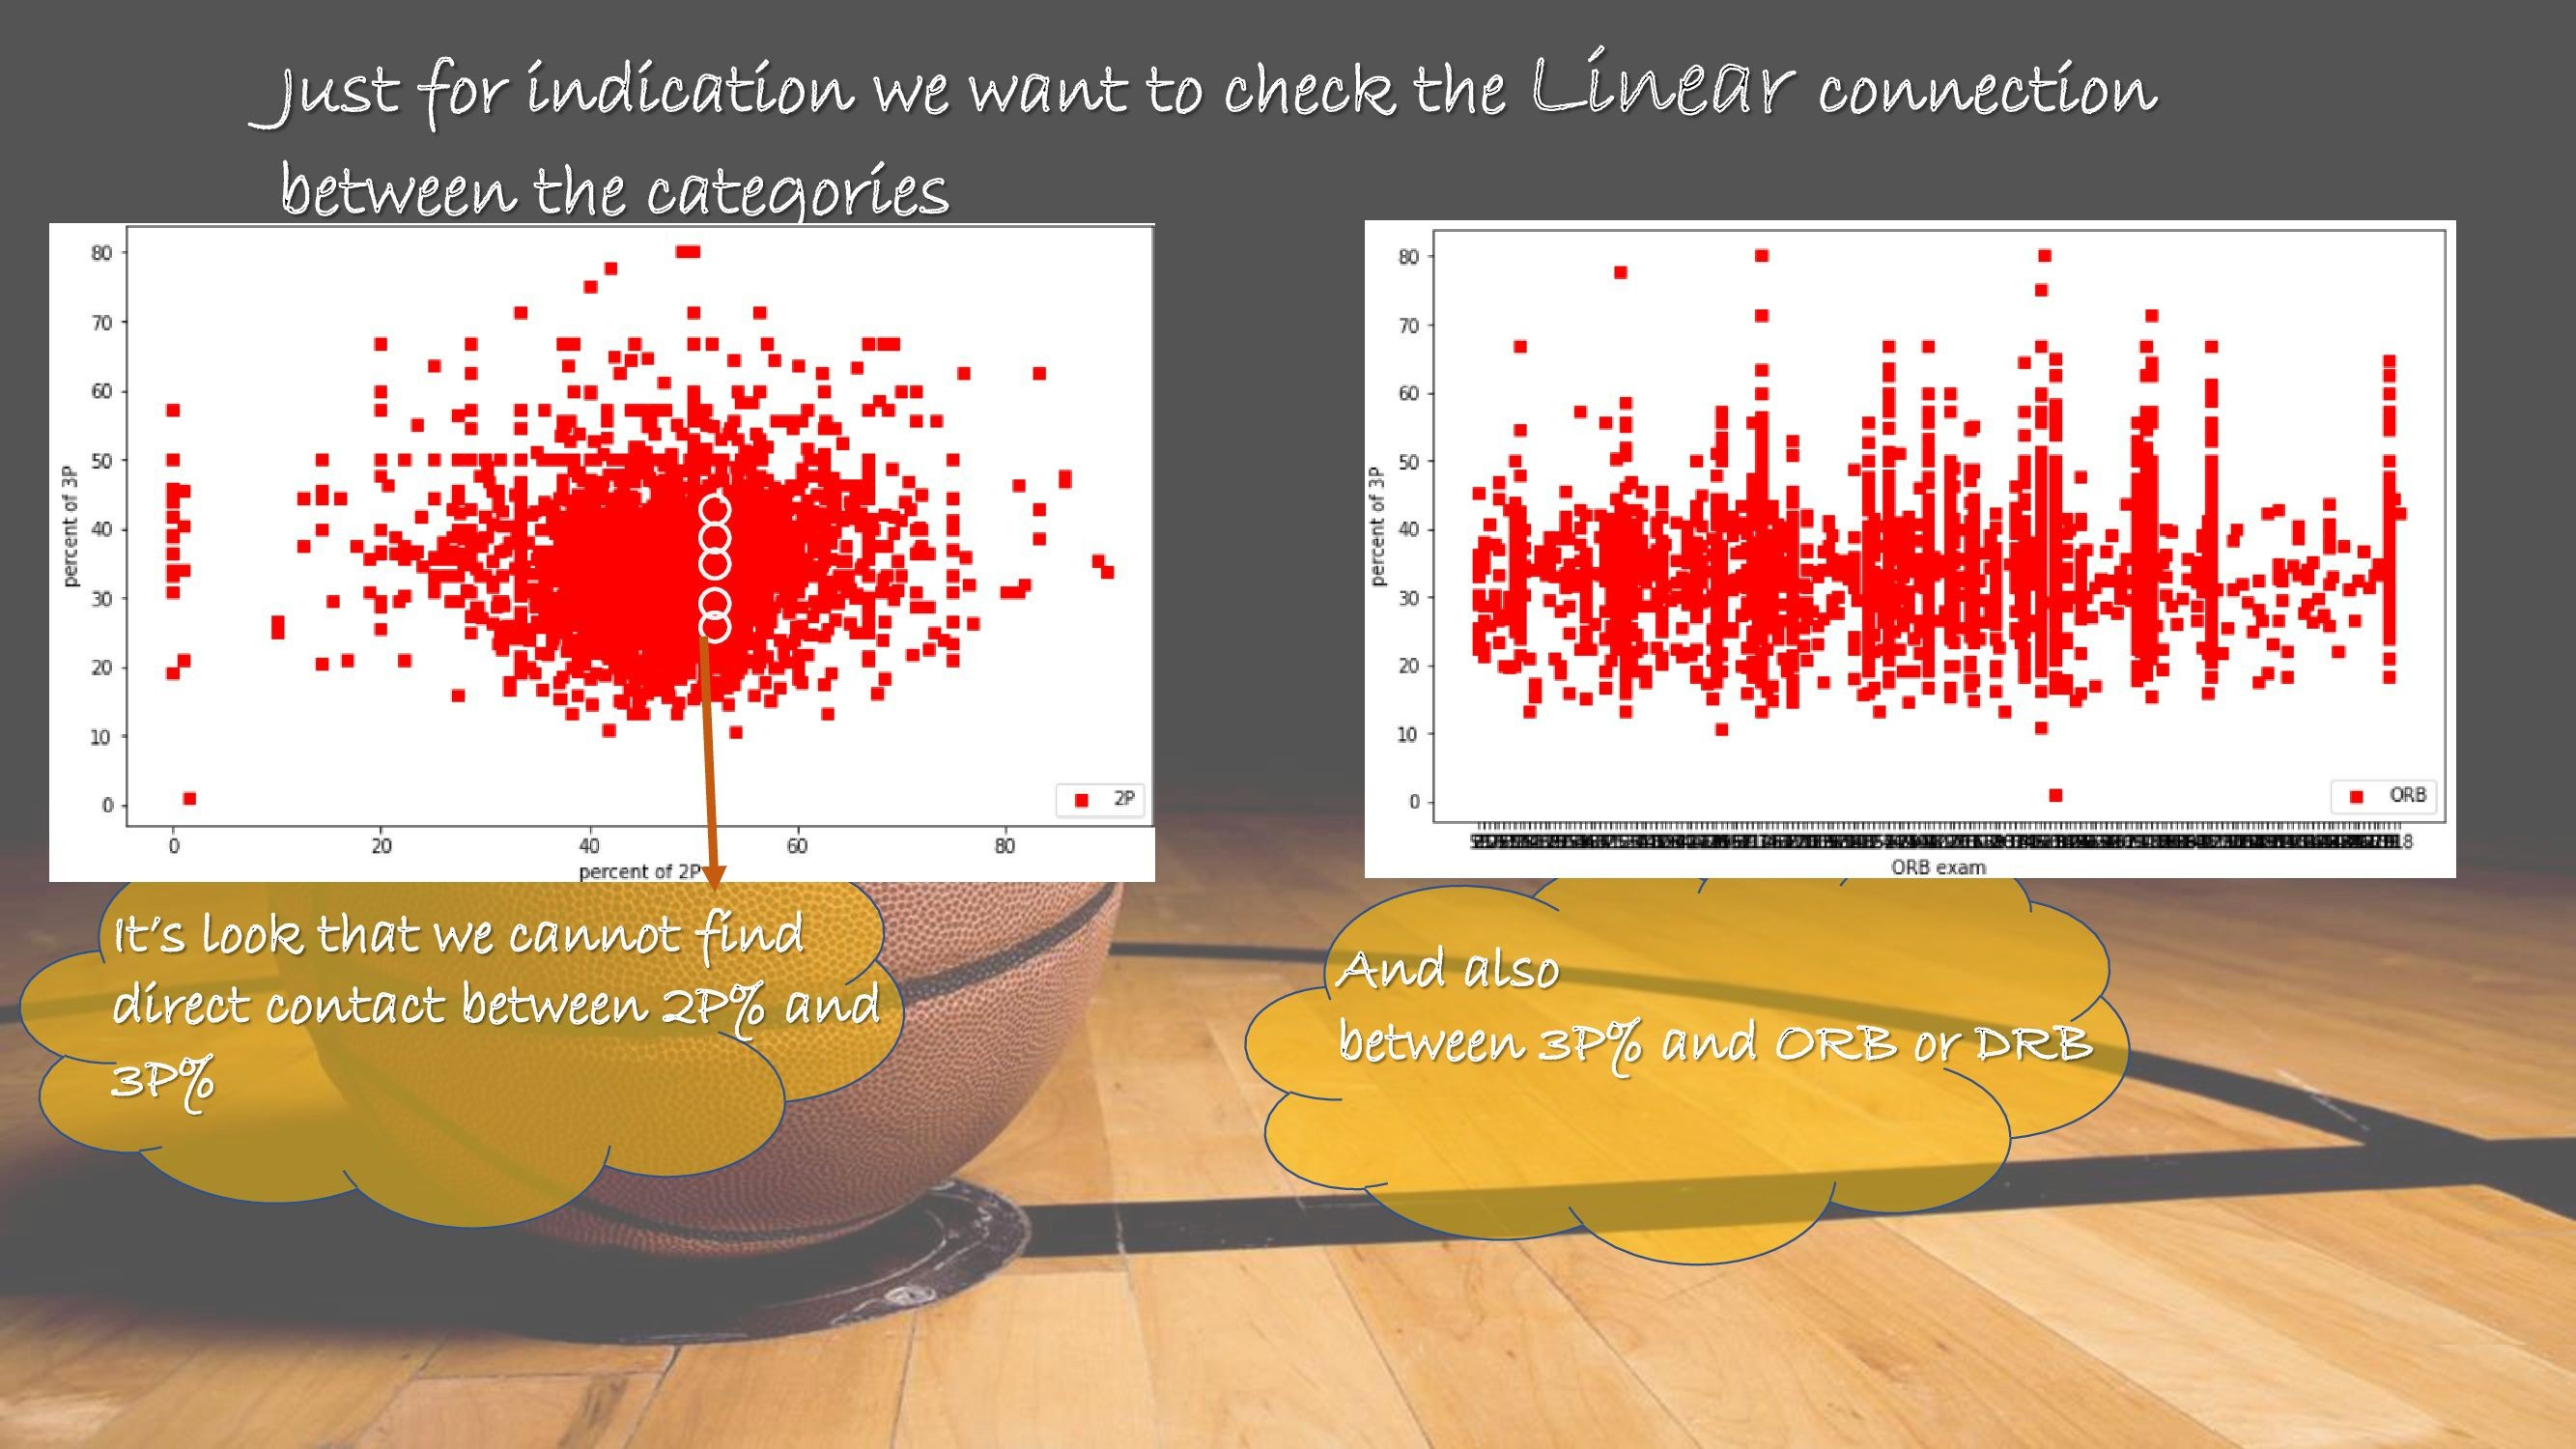 Just for indication we want to check the Linear connection
between the categories
80
70
60
50
40
30
20
10
0
percent of 3P
2P
0 20 40 60 80
percent of 2P
80
70
60
50
40
30
20
10
0
percent of 3P
ORB
ORB exam
It's look that we cannot find
direct contact between 2P% and
3P%
And also
between 3P% and ORB or DRB